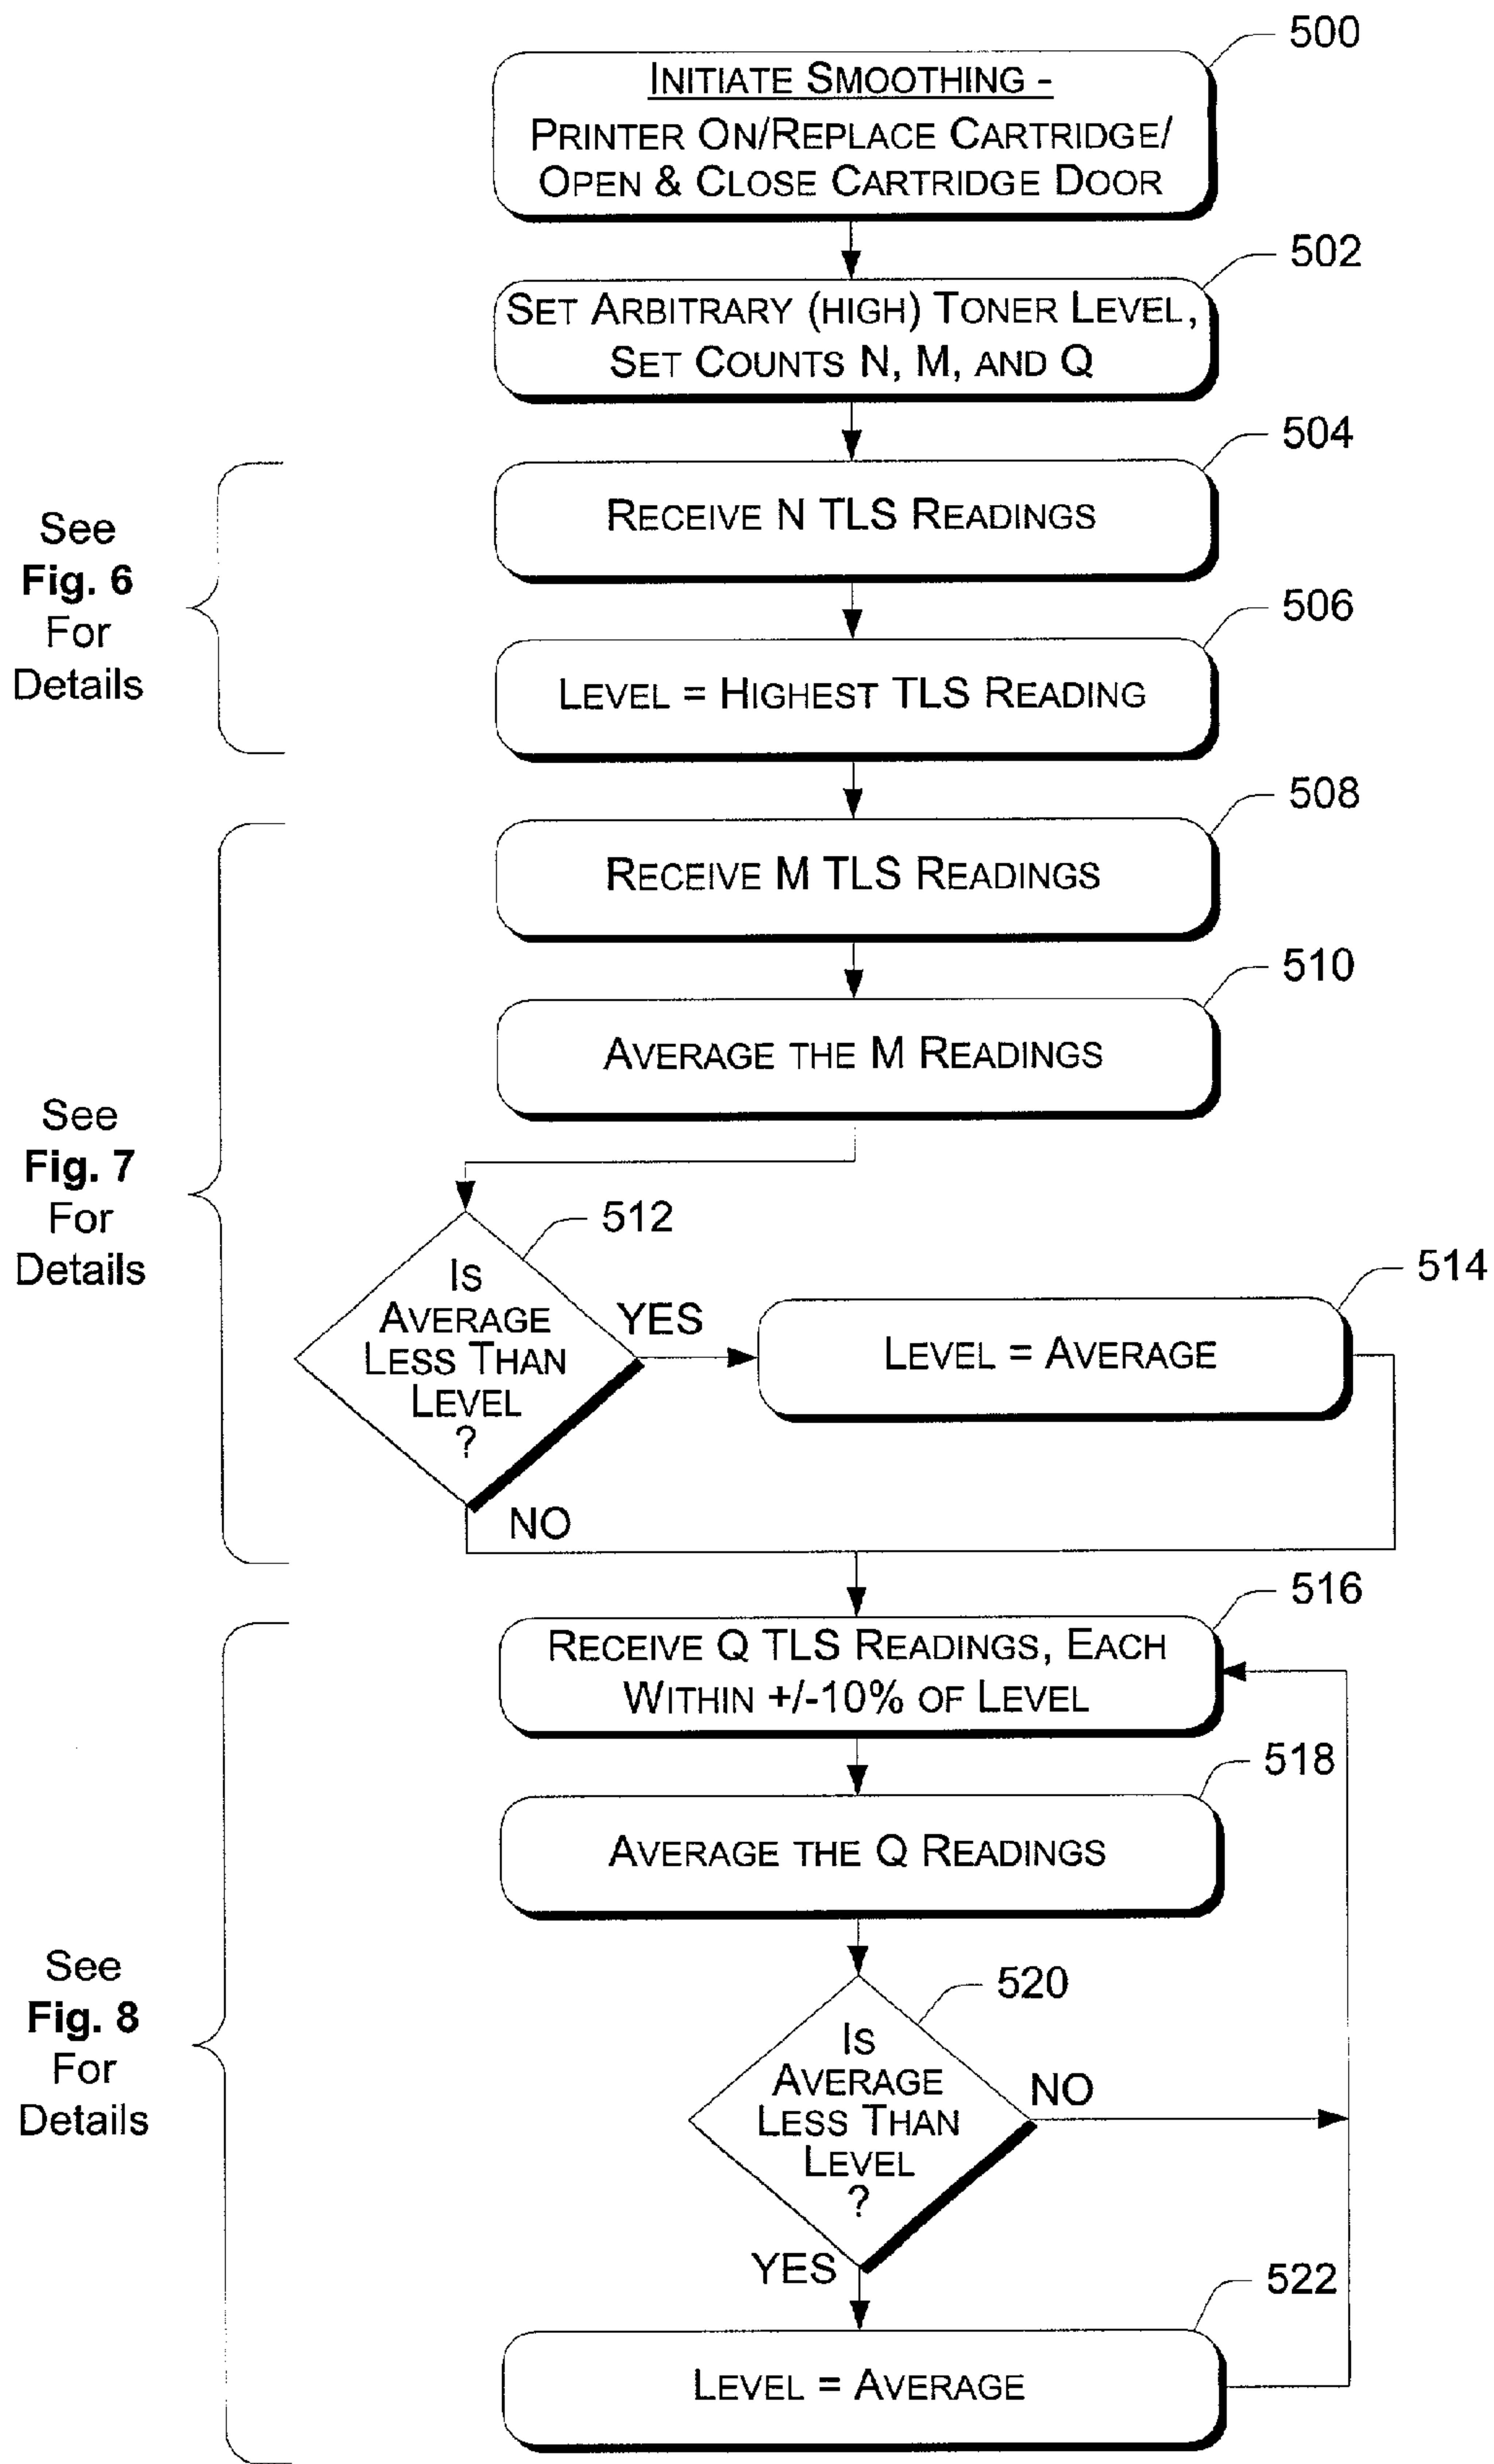 500
INITIATE SMOOTHING -
PRINTER ON/REPLACE CARTRIDGE/
OPEN & CLOSE CARTRIDGE DOOR
502
SET ARBITRARY (HIGH) TONER LEVEL,
SET COUNTS N, M, AND Q
504
RECEIVE N TLS READINGS
See
Fig. 6
For
Details
506
LEVEL = HIGHEST TLS READING
508
RECEIVE M TLS READINGS
510
AVERAGE THE M READINGS
See
Fig. 7
For
Details
512
IS
AVERAGE
LESS THAN
LEVEL
?
YES
NO
514
LEVEL = AVERAGE
516
RECEIVE Q TLS READINGS, EACH
WITHIN +/-10% OF LEVEL
518
AVERAGE THE Q READINGS
See
Fig. 8
For
Details
520
IS
AVERAGE
LESS THAN
LEVEL
?
NO
YES
522
LEVEL = AVERAGE